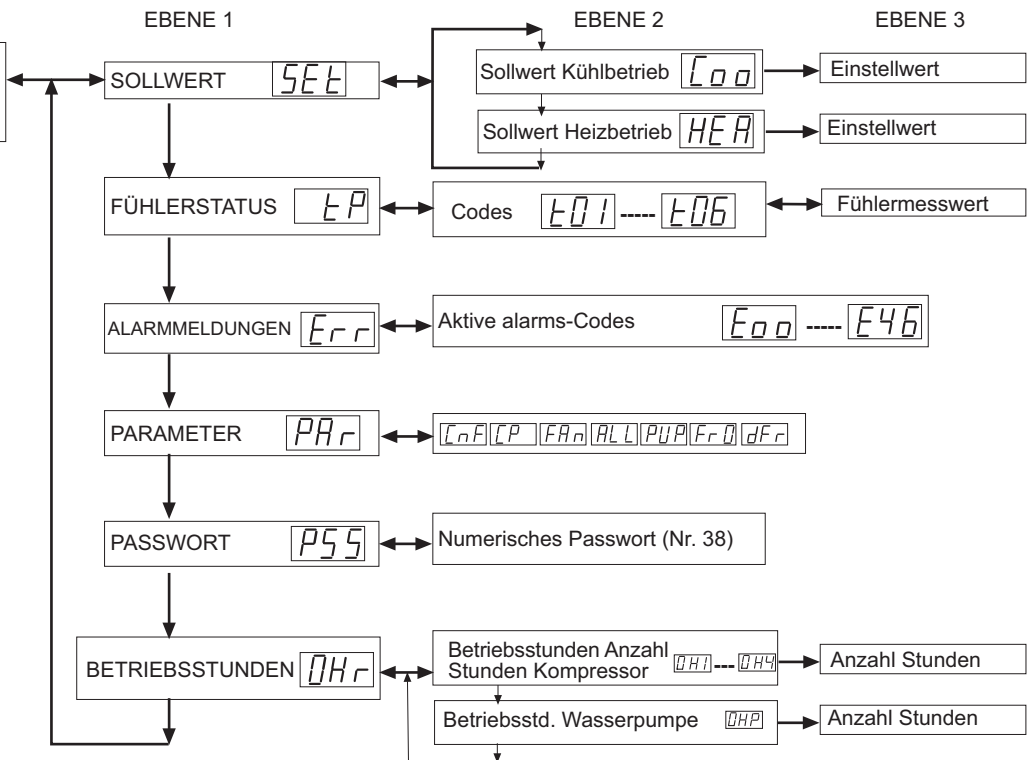 EBENE 1 EBENE 2 EBENE 3
SOLLWERT SEt
Sollwert Kühlbetrieb Coo
Einstellwert
Sollwert Heizbetrieb HEA
Einstellwert
FÜHLERSTATUS tP
Codes t01 ----- t06
Fühlermesswert
ALARMMELDUNGEN Err
Aktive alarms-Codes Eoo ----- E46
PARAMETER PAr
CnF CP FAn ALL PUP Fr0 dFr
PASSWORT PSS
Numerisches Passwort (Nr. 38)
BETRIEBSSTUNDEN OHr
Betriebsstunden Anzahl
Stunden Kompressor OH1 --- OH4
Anzahl Stunden
Betriebsstd. Wasserpumpe OHP
Anzahl Stunden